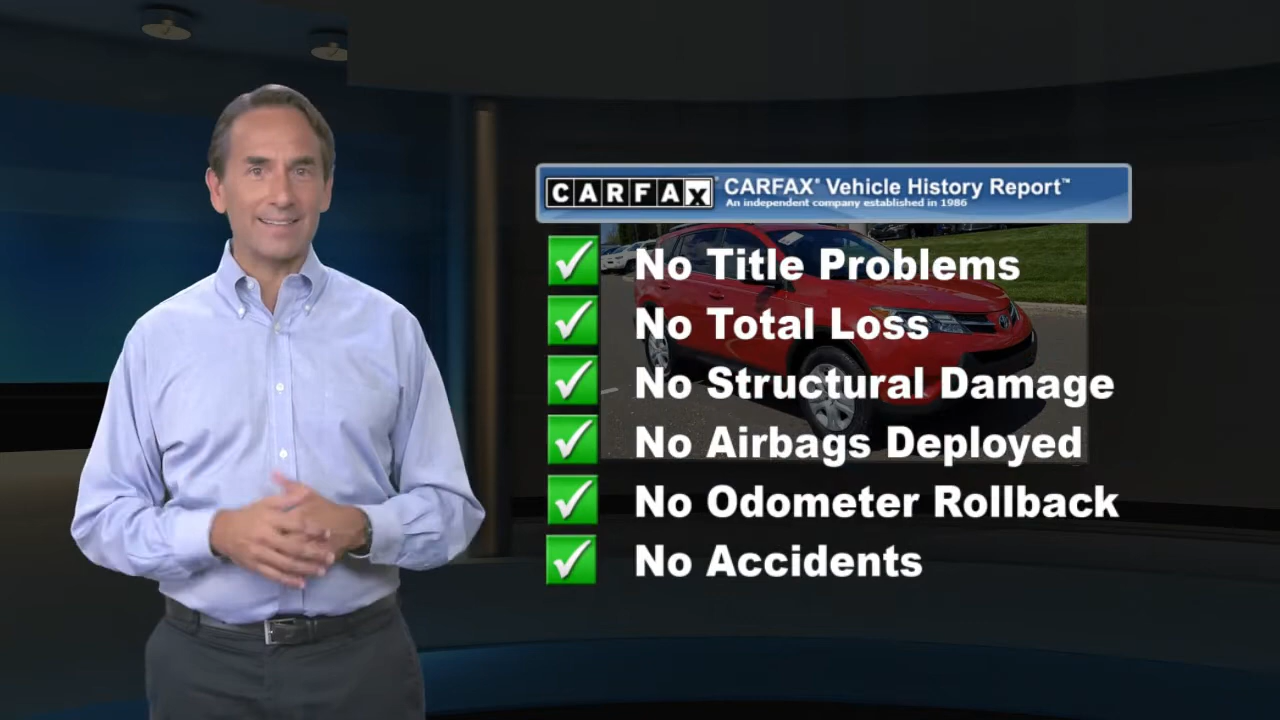 CARFAX CARFAX® Vehicle History Report™
An independent company established in 1986
No Title Problems
No Total Loss
No Structural Damage
No Airbags Deployed
No Odometer Rollback
No Accidents